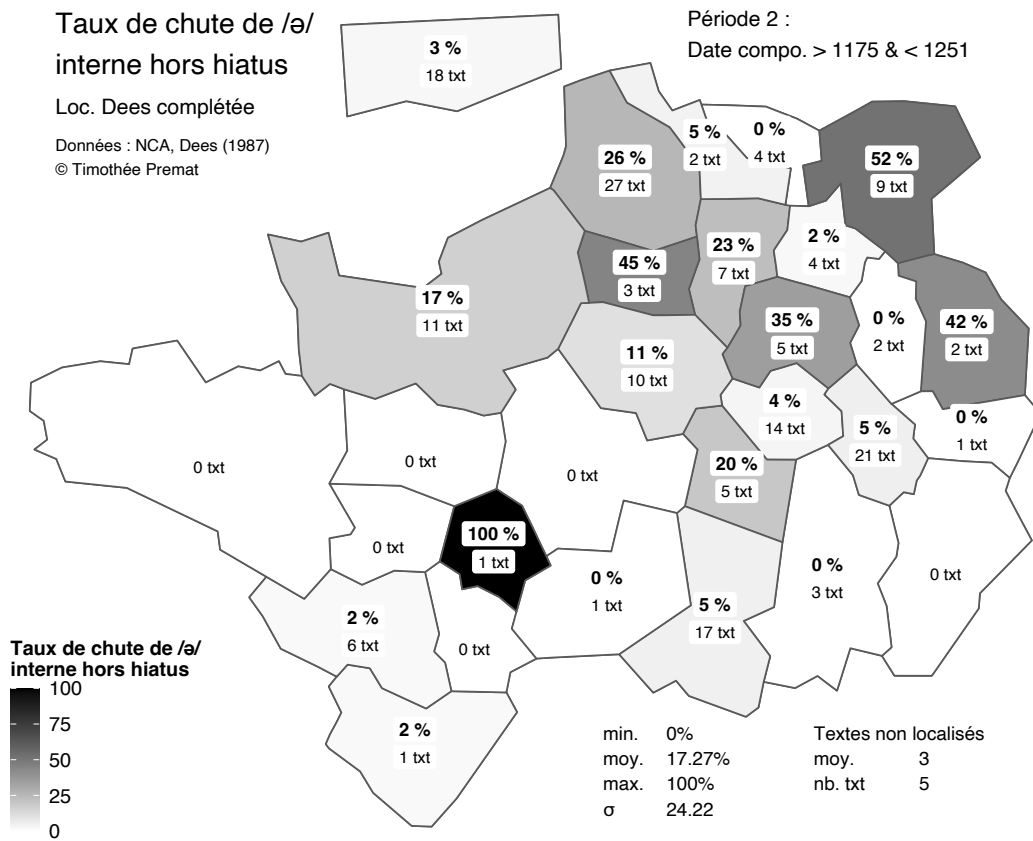 Taux de chute de /ə/
interne hors hiatus
Loc. Dees complétée
Données : NCA, Dees (1987)
© Timothée Premat
Période 2 :
Date compo. > 1175 & < 1251
3 %
18 txt
5 %
2 txt
0 %
4 txt
52 %
9 txt
26 %
27 txt
2 %
4 txt
23 %
7 txt
45 %
3 txt
17 %
11 txt
35 %
5 txt
0 %
2 txt
42 %
2 txt
11 %
10 txt
4 %
14 txt
5 %
21 txt
0 %
1 txt
0 txt
0 txt
0 txt
20 %
5 txt
100 %
1 txt
0 txt
0 %
1 txt
0 %
3 txt
0 txt
5 %
17 txt
2 %
6 txt
0 txt
2 %
1 txt
Taux de chute de /ə/
interne hors hiatus
100
75
50
25
0
min. 0%
moy. 17.27%
max. 100%
σ 24.22
Textes non localisés
moy. 3
nb. txt 5